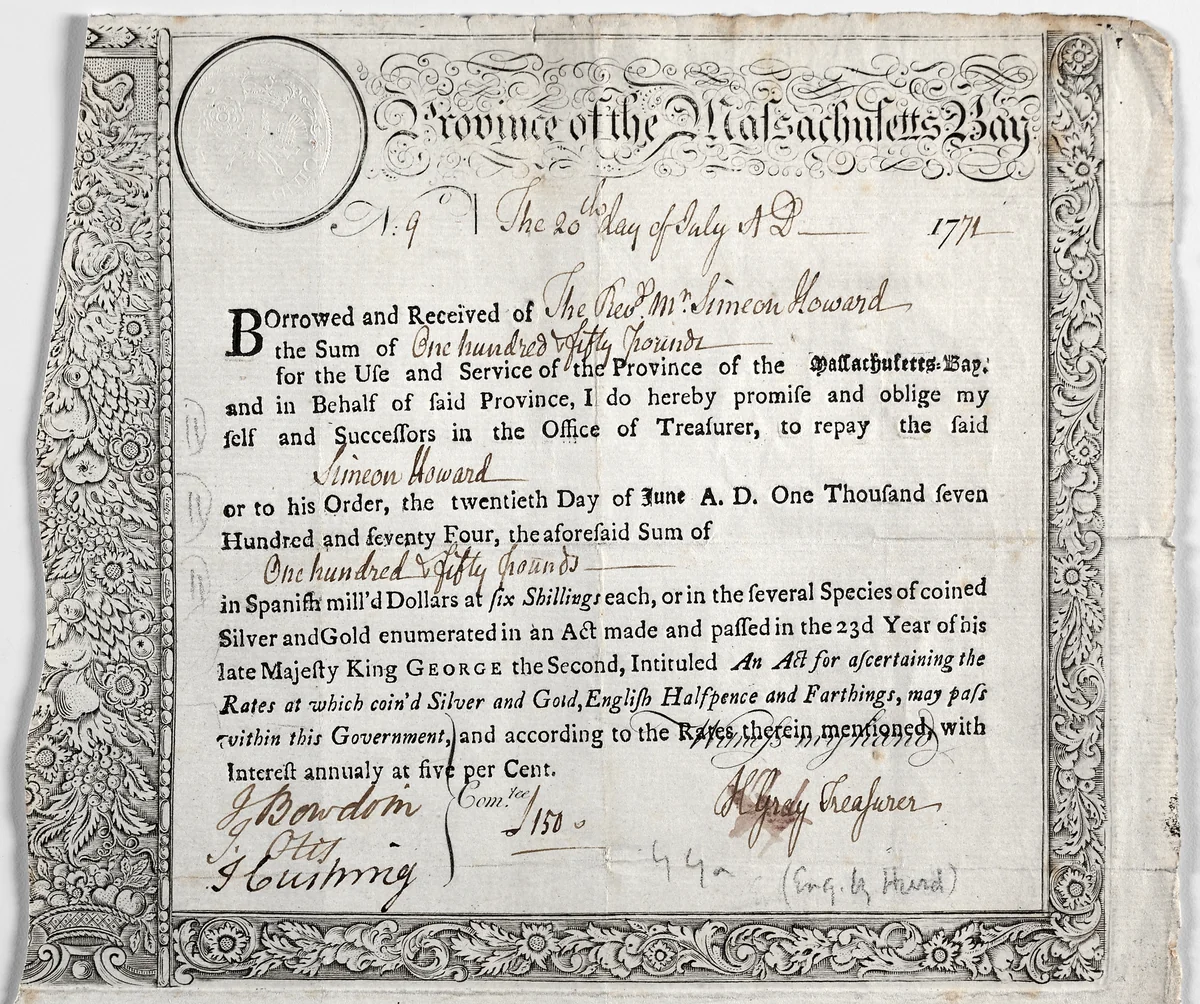 Province of the Maſſachuſetts Bay
No. 9 The 20th day of July A D 1771
BOrrowed and Received of The Revd. Mr. Simeon Howard
the Sum of One hundred & fifty Pounds
for the Uſe and Service of the Province of the Maſſachuſetts-Bay.
and in Behalf of ſaid Province, I do hereby promiſe and oblige my
ſelf and Succeſſors in the Office of Treaſurer, to repay the ſaid
Simeon Howard
or to his Order, the twentieth Day of June A. D. One Thouſand ſeven
Hundred and ſeventy Four, the aforeſaid Sum of
One hundred & fifty pounds
in Spaniſh mill'd Dollars at ſix Shillings each, or in the ſeveral Species of coined
Silver and Gold enumerated in an Act made and paſſed in the 23d Year of his
late Majeſty King GEORGE the Second, Intituled An Act for aſcertaining the
Rates at which coin'd Silver and Gold, Engliſh Halfpence and Farthings, may paſs
within this Government, and according to the Rates therein mentioned, with
Witneſs my hand
Intereſt annualy at five per Cent.
J Bowdoin
J. Otis
T Cushing
Com.tee
£150
H Gray Treaſurer
(Eng. by Hurd)